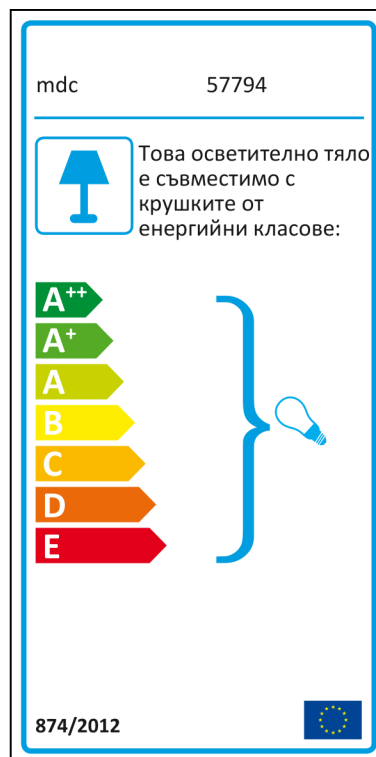 mdc 57794
Това осветително тяло
е съвместимо с
крушките от
енергийни класове:
A++
A+
A
B
C
D
E
874/2012